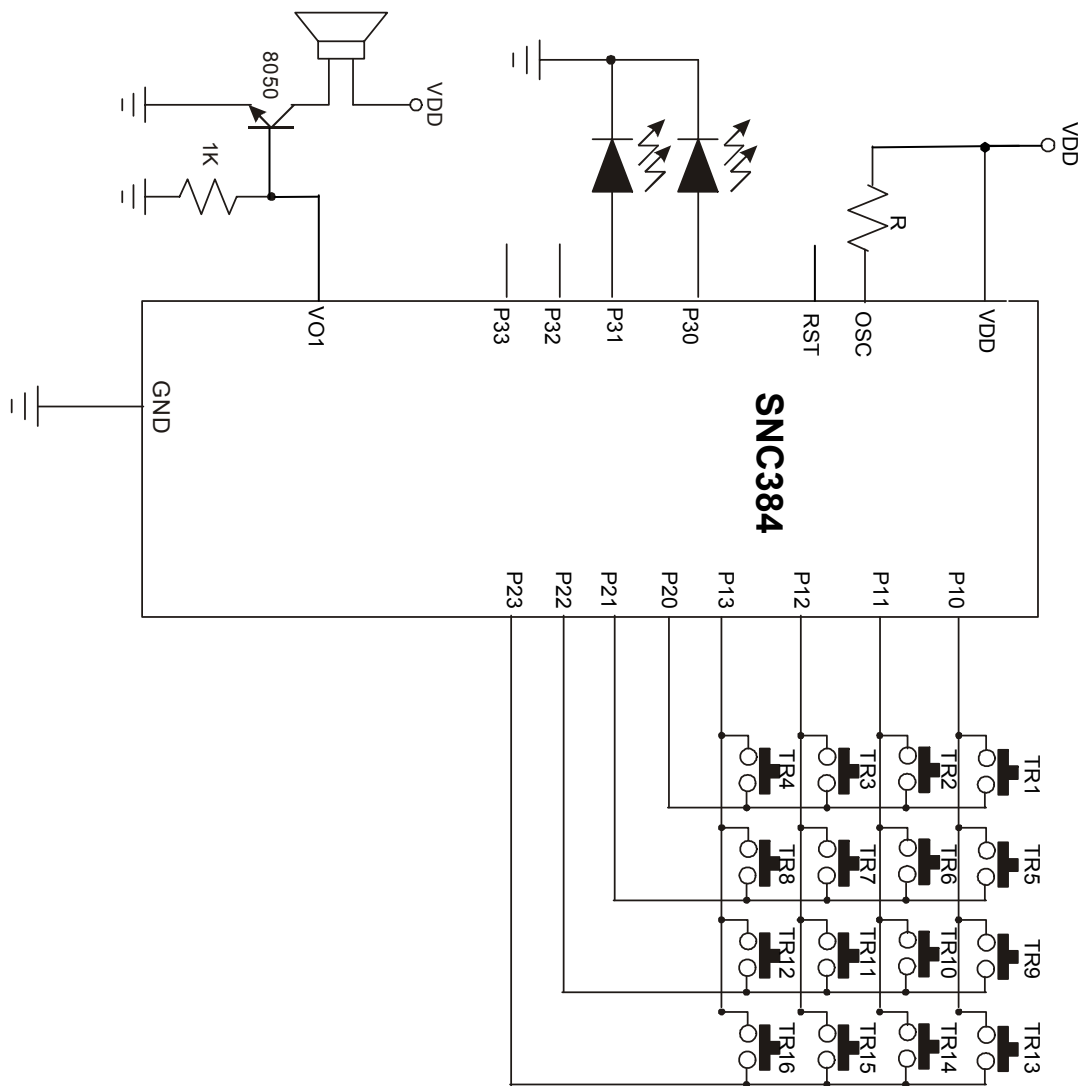 VDD
VDD
8050
1K
R
VO1
P33
P32
P31
P30
RST
OSC
VDD
GND
SNC384
P23
P22
P21
P20
P13
P12
P11
P10
TR4
TR3
TR2
TR1
TR8
TR7
TR6
TR5
TR12
TR11
TR10
TR9
TR16
TR15
TR14
TR13